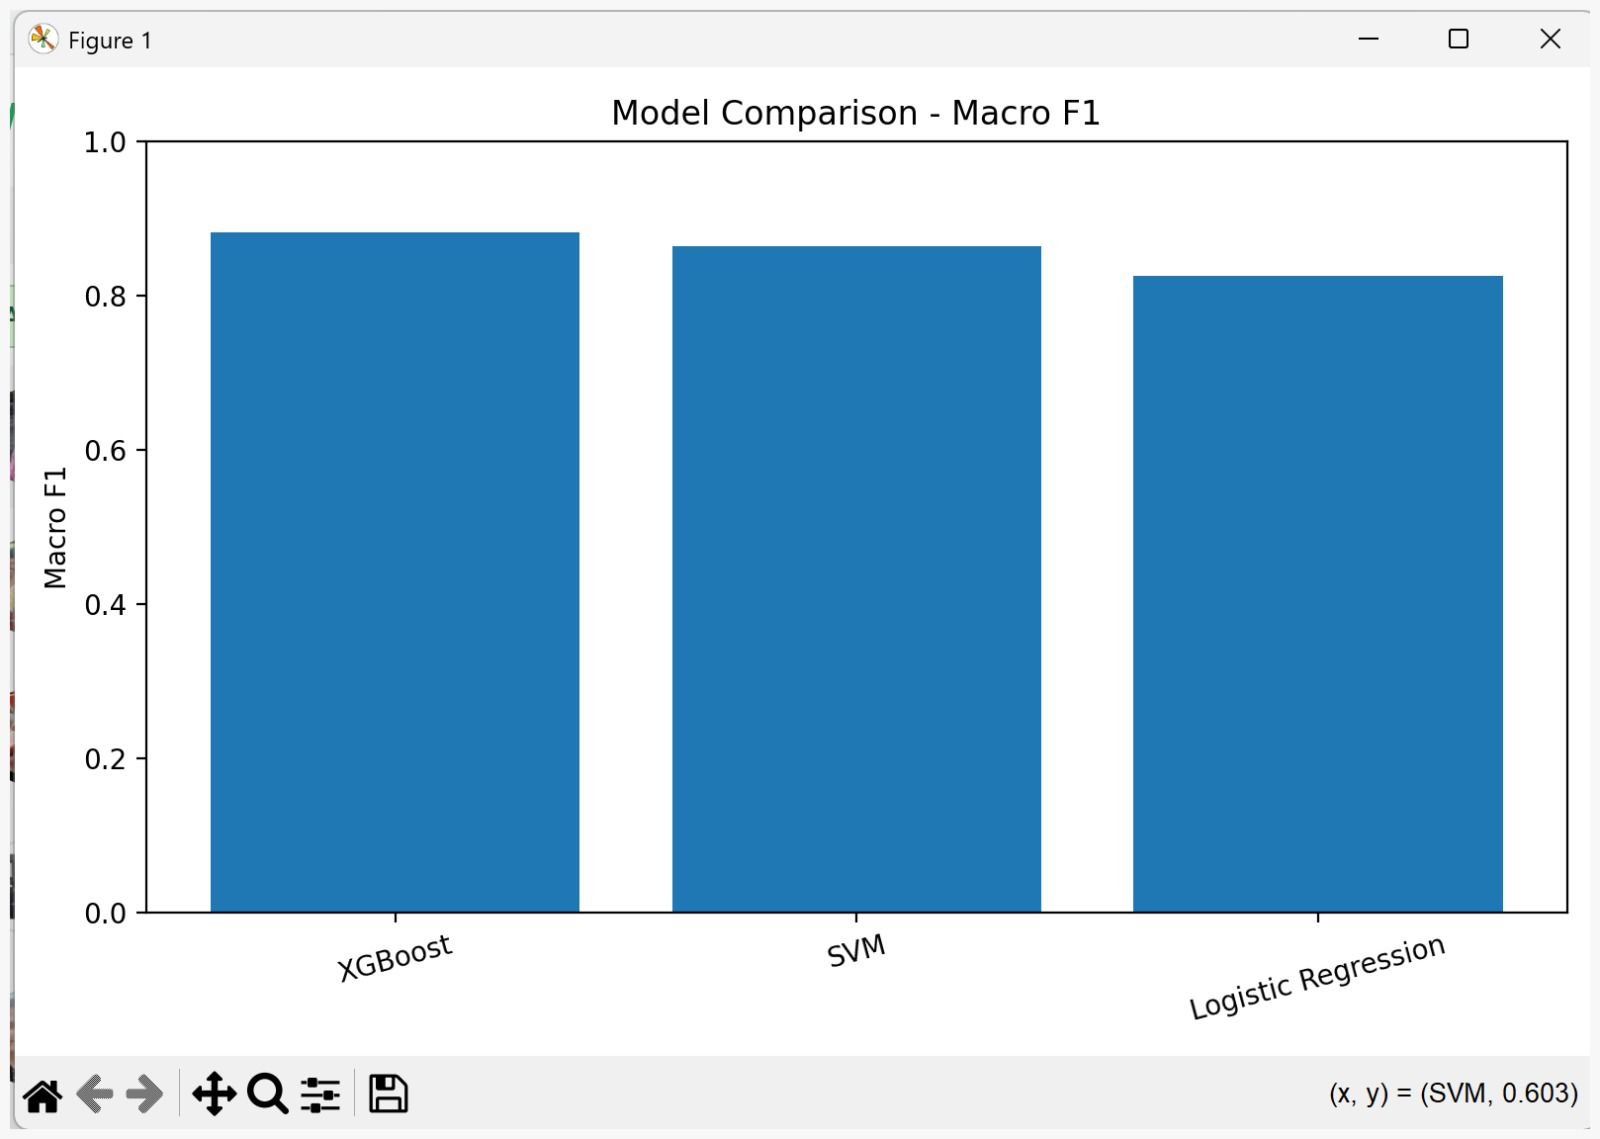 Figure 1
Model Comparison - Macro F1
1.0
0.8
0.6
0.4
0.2
0.0
Macro F1
XGBoost
SVM
Logistic Regression
(x, y) = (SVM, 0.603)